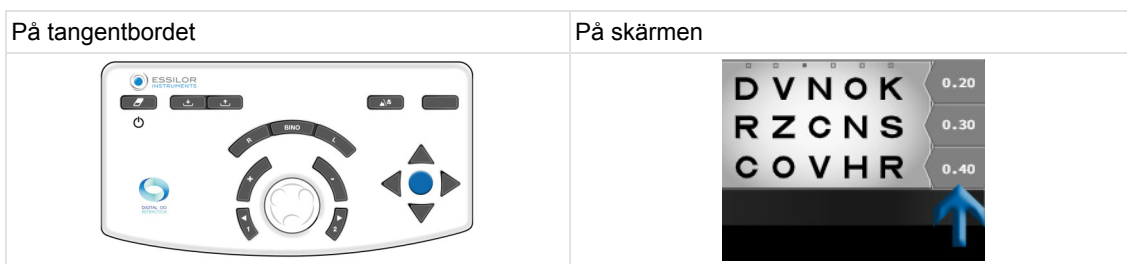 På tangentbordet
På skärmen
ESSILOR
INSTRUMENTS
R
BINO
L
+
-
1
2
DIGITAL DO
REFRACTION
D V N O K
0.20
R Z C N S
0.30
C O V H R
0.40